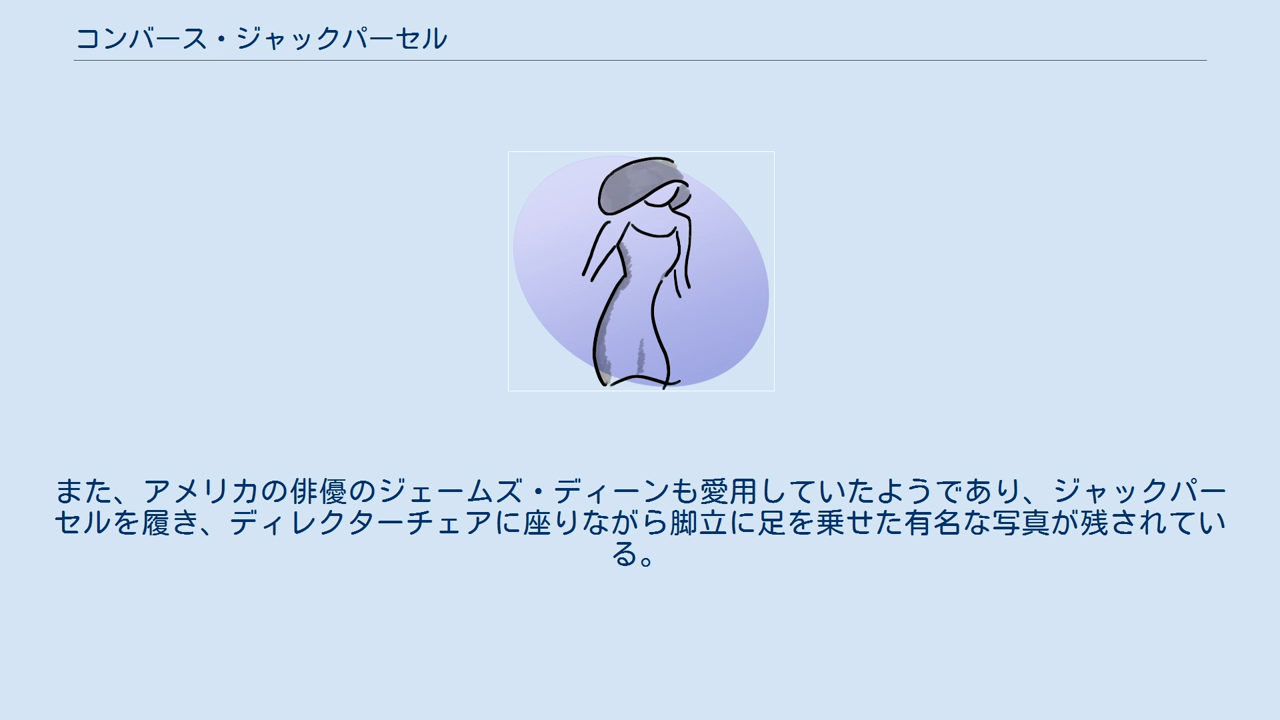 コンバース・ジャックパーセル
また、アメリカの俳優のジェームズ・ディーンも愛用していたようであり、ジャックパー
セルを履き、ディレクターチェアに座りながら脚立に足を乗せた有名な写真が残されてい
る。